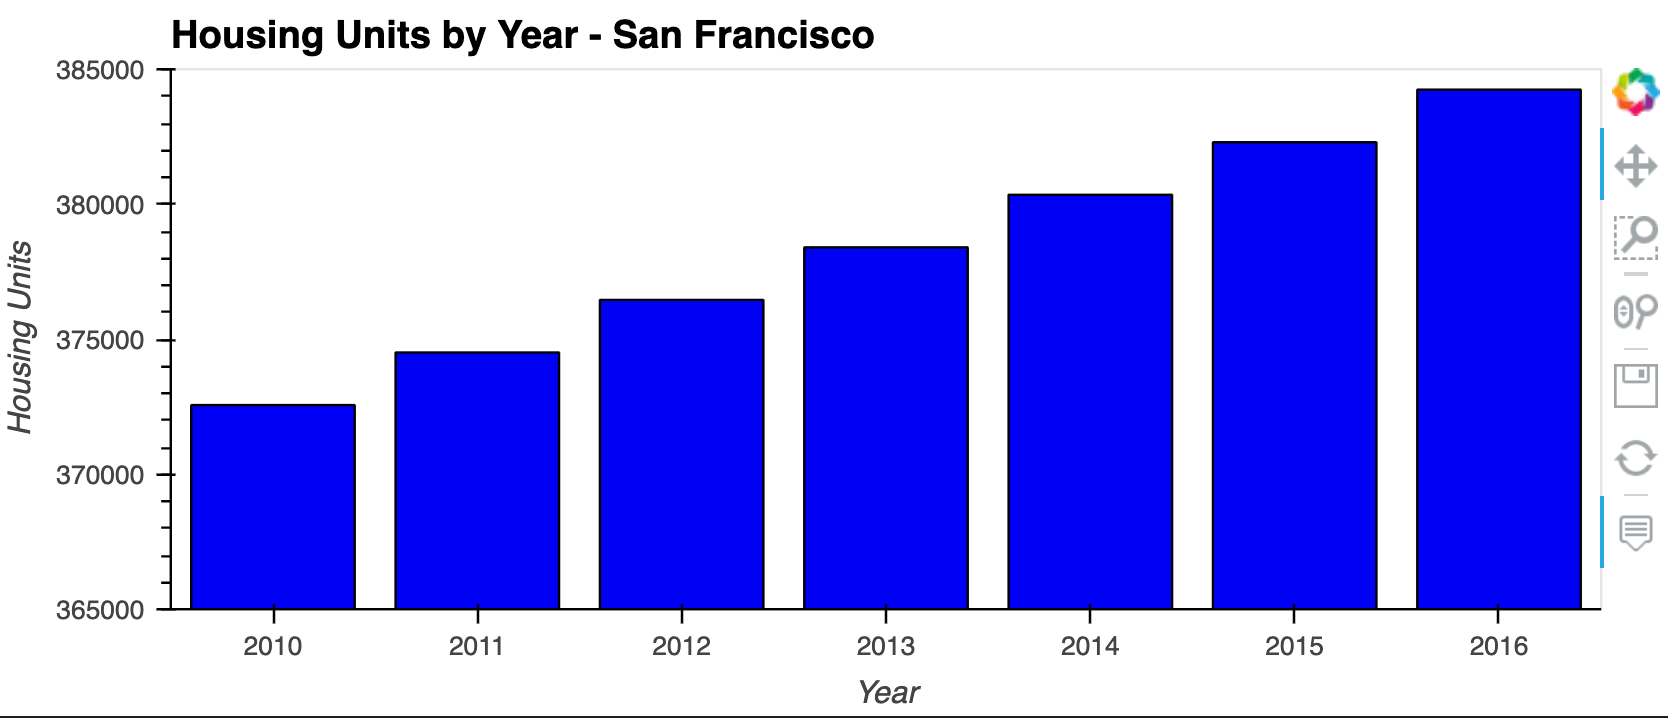 Housing Units by Year - San Francisco
385000
380000
375000
370000
365000
Housing Units
2010 2011 2012 2013 2014 2015 2016
Year